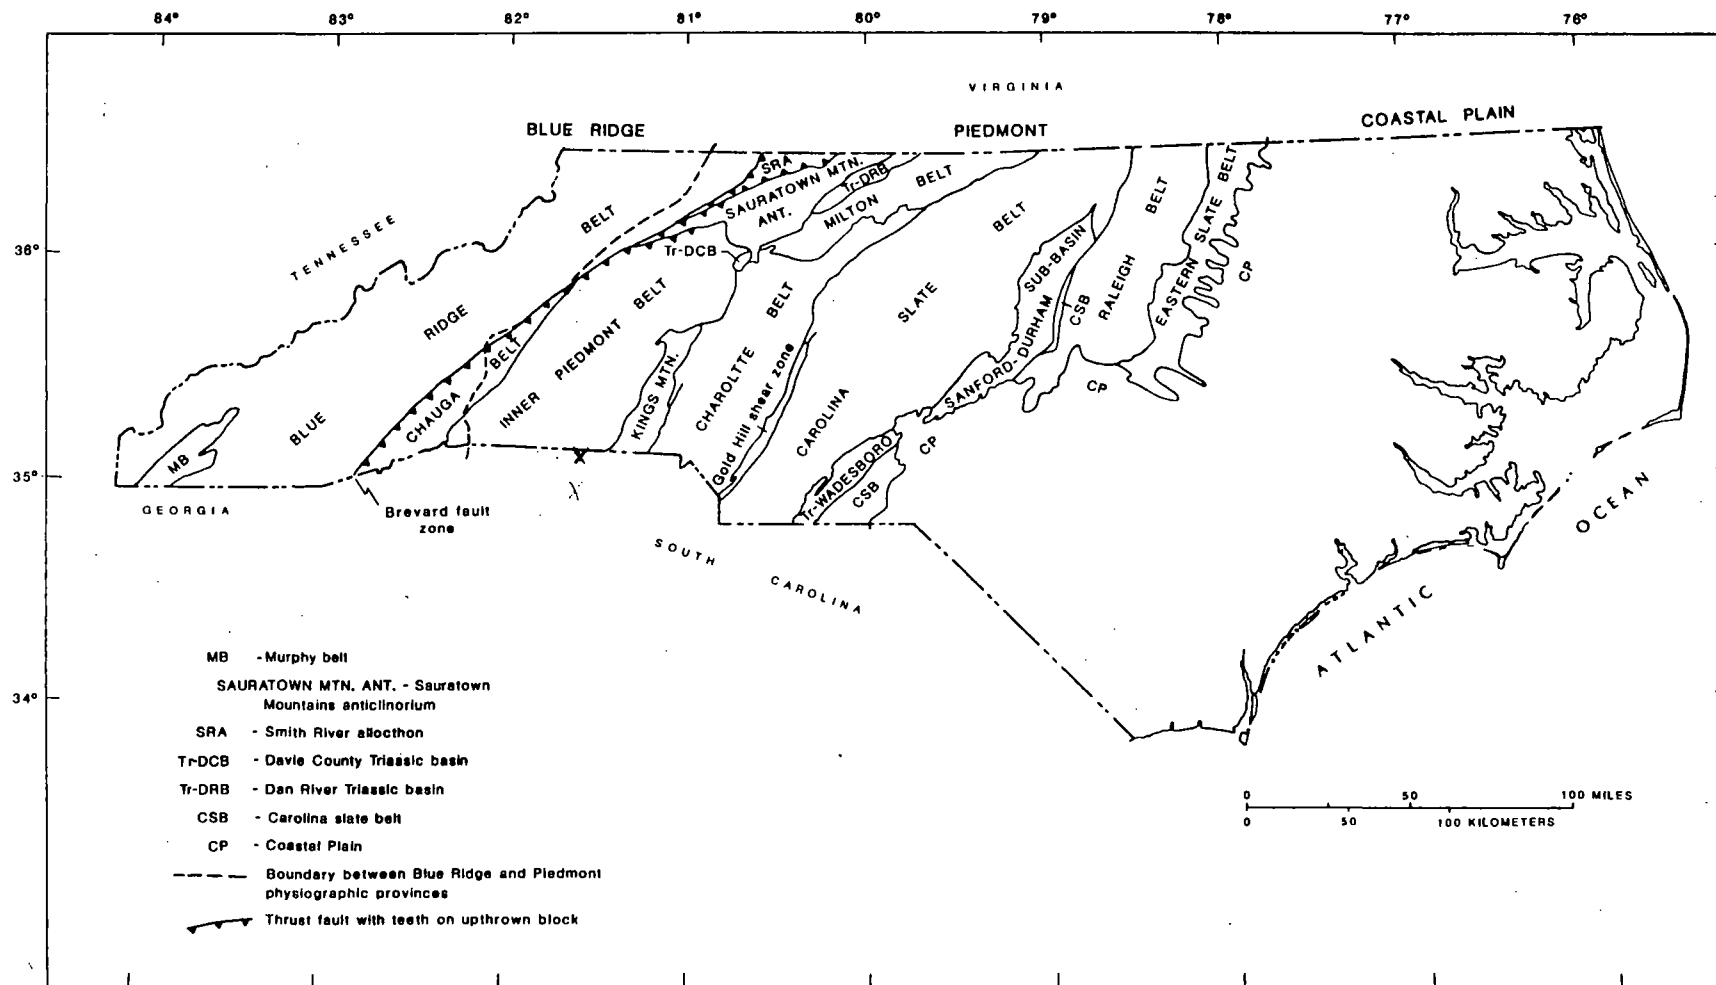 84° 83° 82° 81° 80° 79° 78° 77° 76°
VIRGINIA
BLUE RIDGE PIEDMONT COASTAL PLAIN
TENNESSEE
36°
35°
34°
BLUE
RIDGE
BELT
SRA
SAURATOWN MTN.
ANT.
Tr-DRB
MILTON
BELT
Tr-DCB
MB
CHAUGA
BELT
INNER
PIEDMONT
BELT
KINGS MTN.
CHAROLTTE
BELT
Gold Hill shear zone
CAROLINA
SLATE
BELT
SANFORD-DURHAM
SUB-BASIN
CSB
RALEIGH
BELT
EASTERN
SLATE
BELT
CP
CP
CP
Tr-WADESBORO
CSB
X
X
GEORGIA
Brevard fault
zone
SOUTH
CAROLINA
ATLANTIC
OCEAN
MB - Murphy belt
SAURATOWN MTN. ANT. - Sauratown
Mountains anticlinorium
SRA - Smith River allocthon
Tr-DCB - Davie County Triassic basin
Tr-DRB - Dan River Triassic basin
CSB - Carolina slate belt
CP - Coastal Plain
Boundary between Blue Ridge and Piedmont
physiographic provinces
Thrust fault with teeth on upthrown block
0 50 100 MILES
0 50 100 KILOMETERS